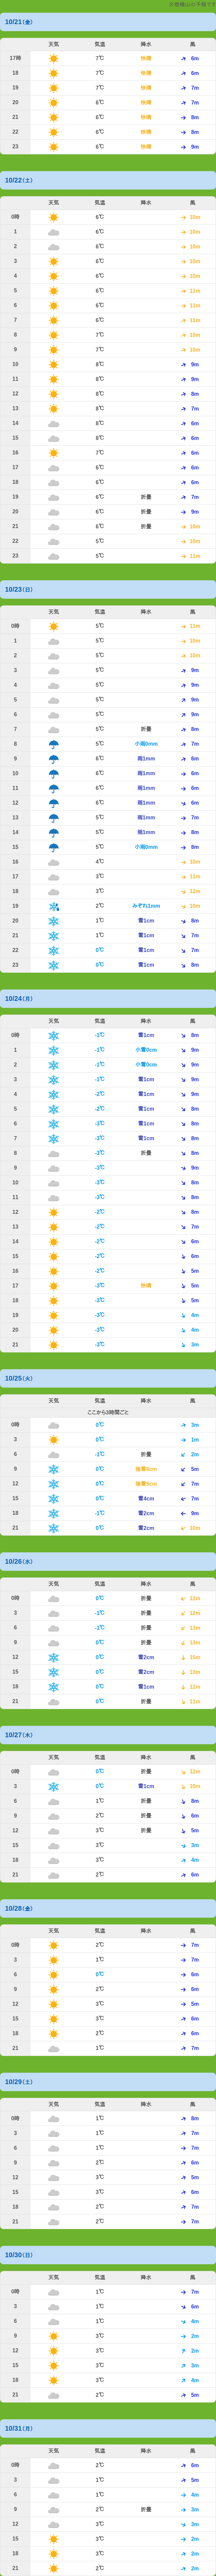 10/21(金)
天気 気温 降水 風
17時 7℃ 快晴 6m
18 7℃ 快晴 6m
19 7℃ 快晴 7m
20 6℃ 快晴 7m
21 6℃ 快晴 8m
22 6℃ 快晴 8m
23 6℃ 快晴 9m
10/22(土)
天気 気温 降水 風
0時 6℃ 10m
1 6℃ 10m
2 6℃ 10m
3 6℃ 10m
4 6℃ 10m
5 6℃ 11m
6 6℃ 11m
7 6℃ 11m
8 7℃ 10m
9 7℃ 10m
10 8℃ 9m
11 8℃ 9m
12 8℃ 8m
13 8℃ 7m
14 8℃ 6m
15 8℃ 6m
16 7℃ 6m
17 6℃ 6m
18 6℃ 6m
19 6℃ 折曇 7m
20 6℃ 折曇 9m
21 6℃ 折曇 10m
22 5℃ 10m
23 5℃ 11m
10/23(日)
天気 気温 降水 風
0時 5℃ 11m
1 5℃ 10m
2 5℃ 10m
3 5℃ 9m
4 5℃ 9m
5 5℃ 9m
6 5℃ 9m
7 5℃ 折曇 8m
8 5℃ 小雨0mm 7m
9 6℃ 雨1mm 6m
10 6℃ 雨1mm 6m
11 6℃ 雨1mm 6m
12 6℃ 雨1mm 6m
13 5℃ 雨1mm 7m
14 5℃ 雨1mm 8m
15 5℃ 小雨0mm 8m
16 4℃ 10m
17 3℃ 11m
18 3℃ 12m
19 2℃ みぞれ1mm 10m
20 1℃ 雪1cm 8m
21 1℃ 雪1cm 7m
22 0℃ 雪1cm 7m
23 0℃ 雪1cm 8m
10/24(月)
天気 気温 降水 風
0時 -1℃ 雪1cm 8m
1 -1℃ 小雪0cm 9m
2 -1℃ 小雪0cm 9m
3 -1℃ 雪1cm 9m
4 -2℃ 雪1cm 9m
5 -2℃ 雪1cm 8m
6 -3℃ 雪1cm 8m
7 -3℃ 雪1cm 8m
8 -3℃ 折曇 8m
9 -3℃ 9m
10 -3℃ 8m
11 -3℃ 8m
12 -2℃ 8m
13 -2℃ 7m
14 -2℃ 6m
15 -2℃ 6m
16 -2℃ 5m
17 -3℃ 快晴 5m
18 -3℃ 5m
19 -3℃ 4m
20 -3℃ 4m
21 -3℃ 3m
10/25(火)
天気 気温 降水 風
ここから3時間ごと
0時 0℃ 3m
3 0℃ 1m
6 -1℃ 折曇 2m
9 0℃ 5m
12 0℃ 7m
15 0℃ 雪4cm 7m
18 -1℃ 雪2cm 9m
21 0℃ 雪2cm 10m
10/26(水)
天気 気温 降水 風
0時 0℃ 折曇 12m
3 -1℃ 折曇 12m
6 -1℃ 折曇 13m
9 0℃ 折曇 13m
12 0℃ 雪2cm 15m
15 0℃ 雪2cm 13m
18 0℃ 雪1cm 12m
21 0℃ 折曇 11m
10/27(木)
天気 気温 降水 風
0時 0℃ 折曇 12m
3 0℃ 雪1cm 10m
6 1℃ 折曇 8m
9 2℃ 折曇 6m
12 3℃ 折曇 5m
15 3℃ 3m
18 3℃ 4m
21 2℃ 6m
10/28(金)
天気 気温 降水 風
0時 2℃ 7m
3 1℃ 7m
6 0℃ 6m
9 2℃ 6m
12 3℃ 5m
15 3℃ 6m
18 2℃ 6m
21 1℃ 7m
10/29(土)
天気 気温 降水 風
0時 1℃ 8m
3 1℃ 7m
6 1℃ 7m
9 2℃ 6m
12 3℃ 5m
15 3℃ 6m
18 2℃ 7m
21 2℃ 7m
10/30(日)
天気 気温 降水 風
0時 1℃ 7m
3 1℃ 6m
6 1℃ 4m
9 3℃ 2m
12 3℃ 2m
15 3℃ 3m
18 3℃ 4m
21 2℃ 5m
10/31(月)
天気 気温 降水 風
0時 2℃ 6m
3 1℃ 5m
6 1℃ 4m
9 2℃ 折曇 3m
12 3℃ 3m
15 3℃ 2m
18 3℃ 2m
21 2℃ 2m